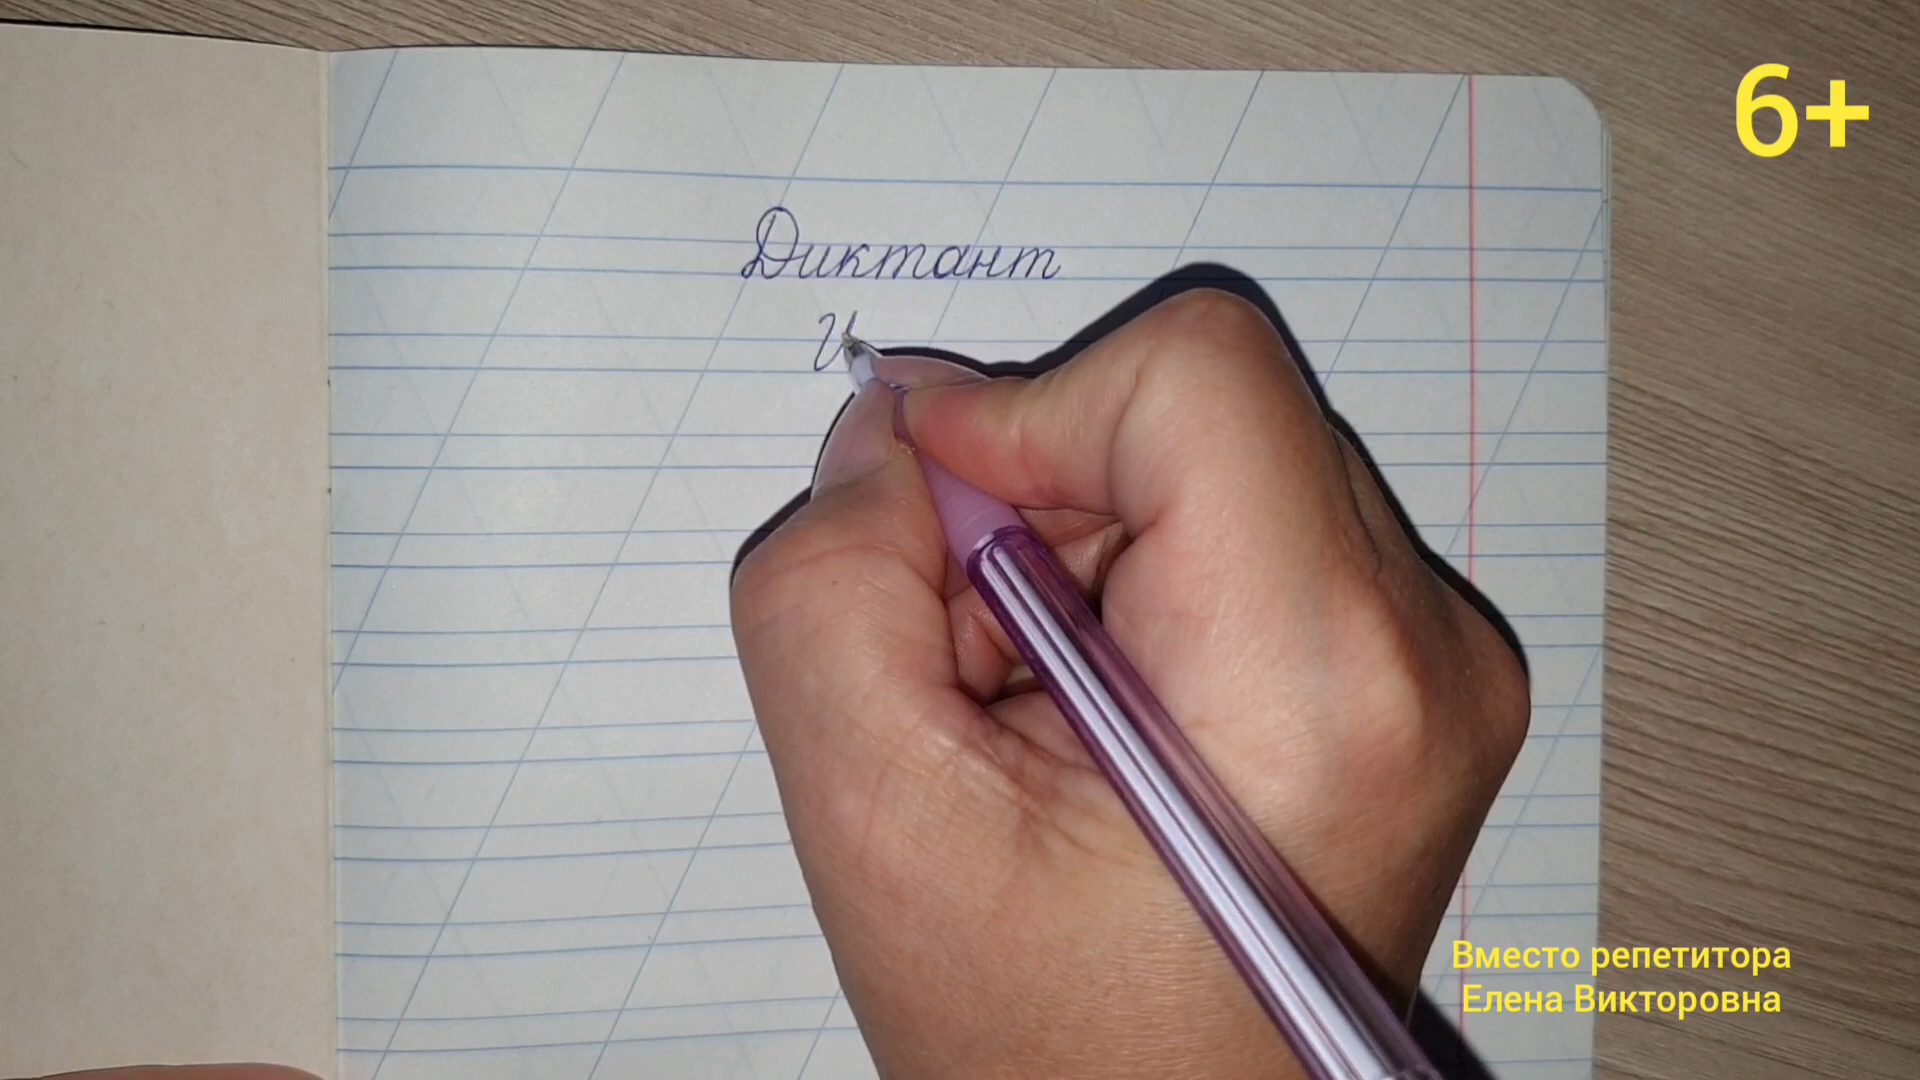 6+
Диктант
Вместо репетитора
Елена Викторовна